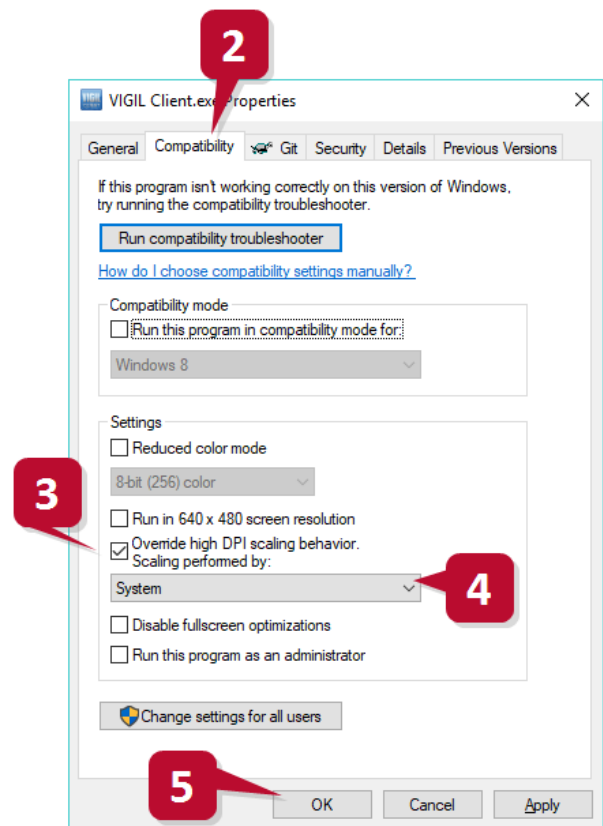 2
VIGIL Client.exe Properties
General Compatibility Git Security Details Previous Versions
If this program isn't working correctly on this version of Windows,
try running the compatibility troubleshooter.
Run compatibility troubleshooter
How do I choose compatibility settings manually?
Compatibility mode
Run this program in compatibility mode for:
Windows 8
Settings
Reduced color mode
8-bit (256) color
3
Run in 640 x 480 screen resolution
Override high DPI scaling behavior.
Scaling performed by:
System
4
Disable fullscreen optimizations
Run this program as an administrator
Change settings for all users
5
OK Cancel Apply